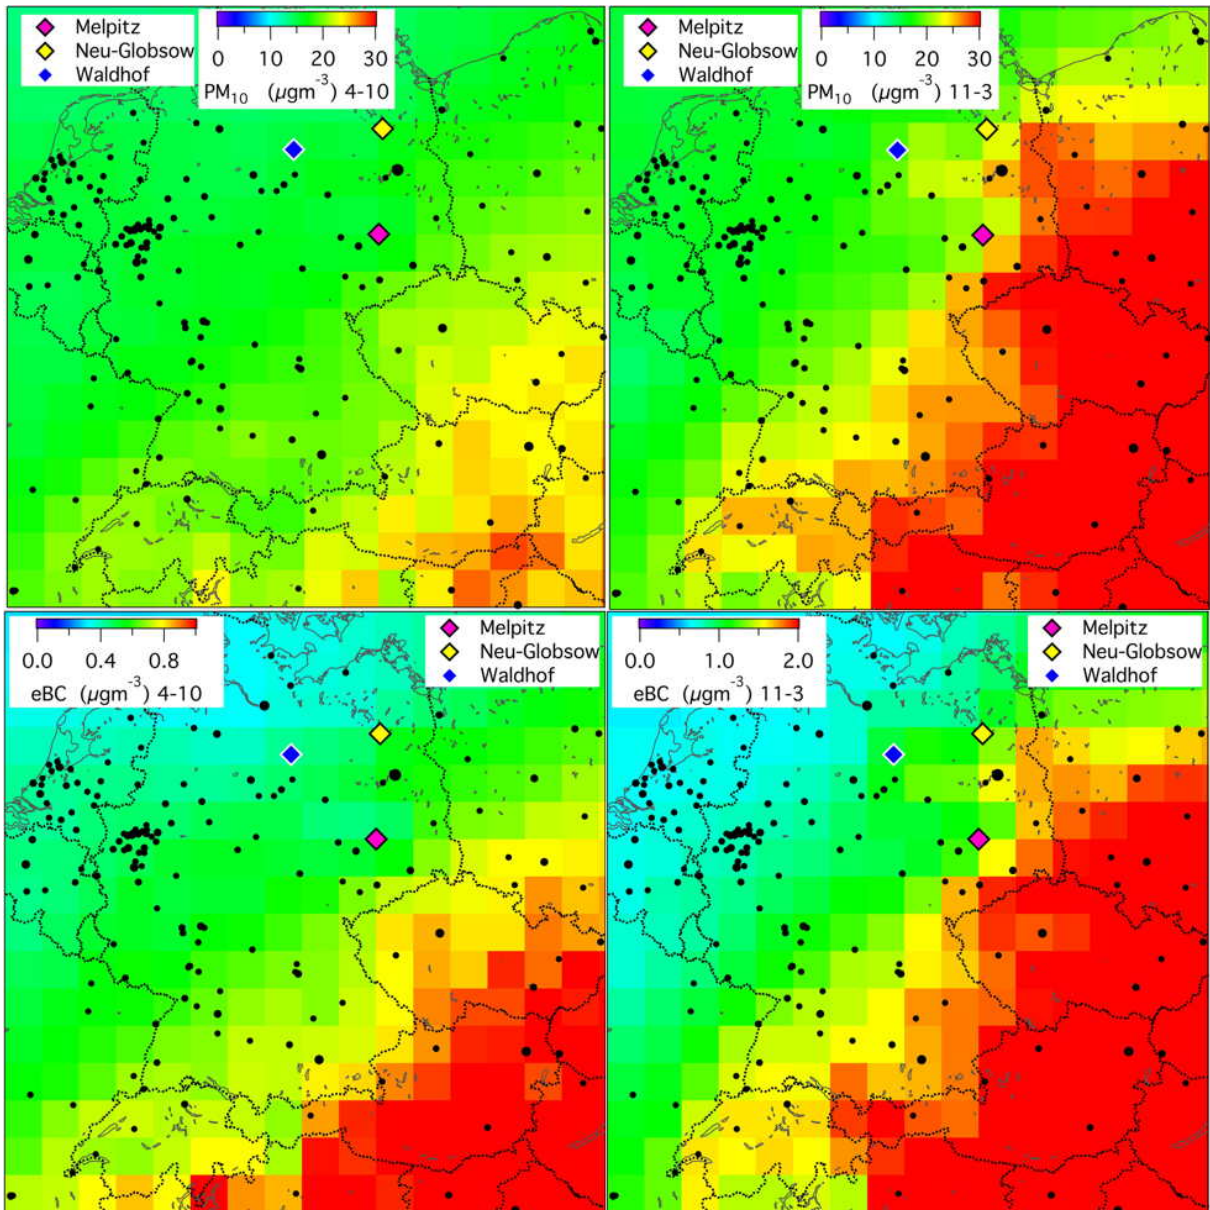 Melpitz
Neu-Globsow
Waldhof
0 10 20 30
PM10 (μgm-3) 4-10
Melpitz
Neu-Globsow
Waldhof
0 10 20 30
PM10 (μgm-3) 11-3
0.0 0.4 0.8
eBC (μgm-3) 4-10
Melpitz
Neu-Globsow
Waldhof
0.0 1.0 2.0
eBC (μgm-3) 11-3
Melpitz
Neu-Globsow
Waldhof